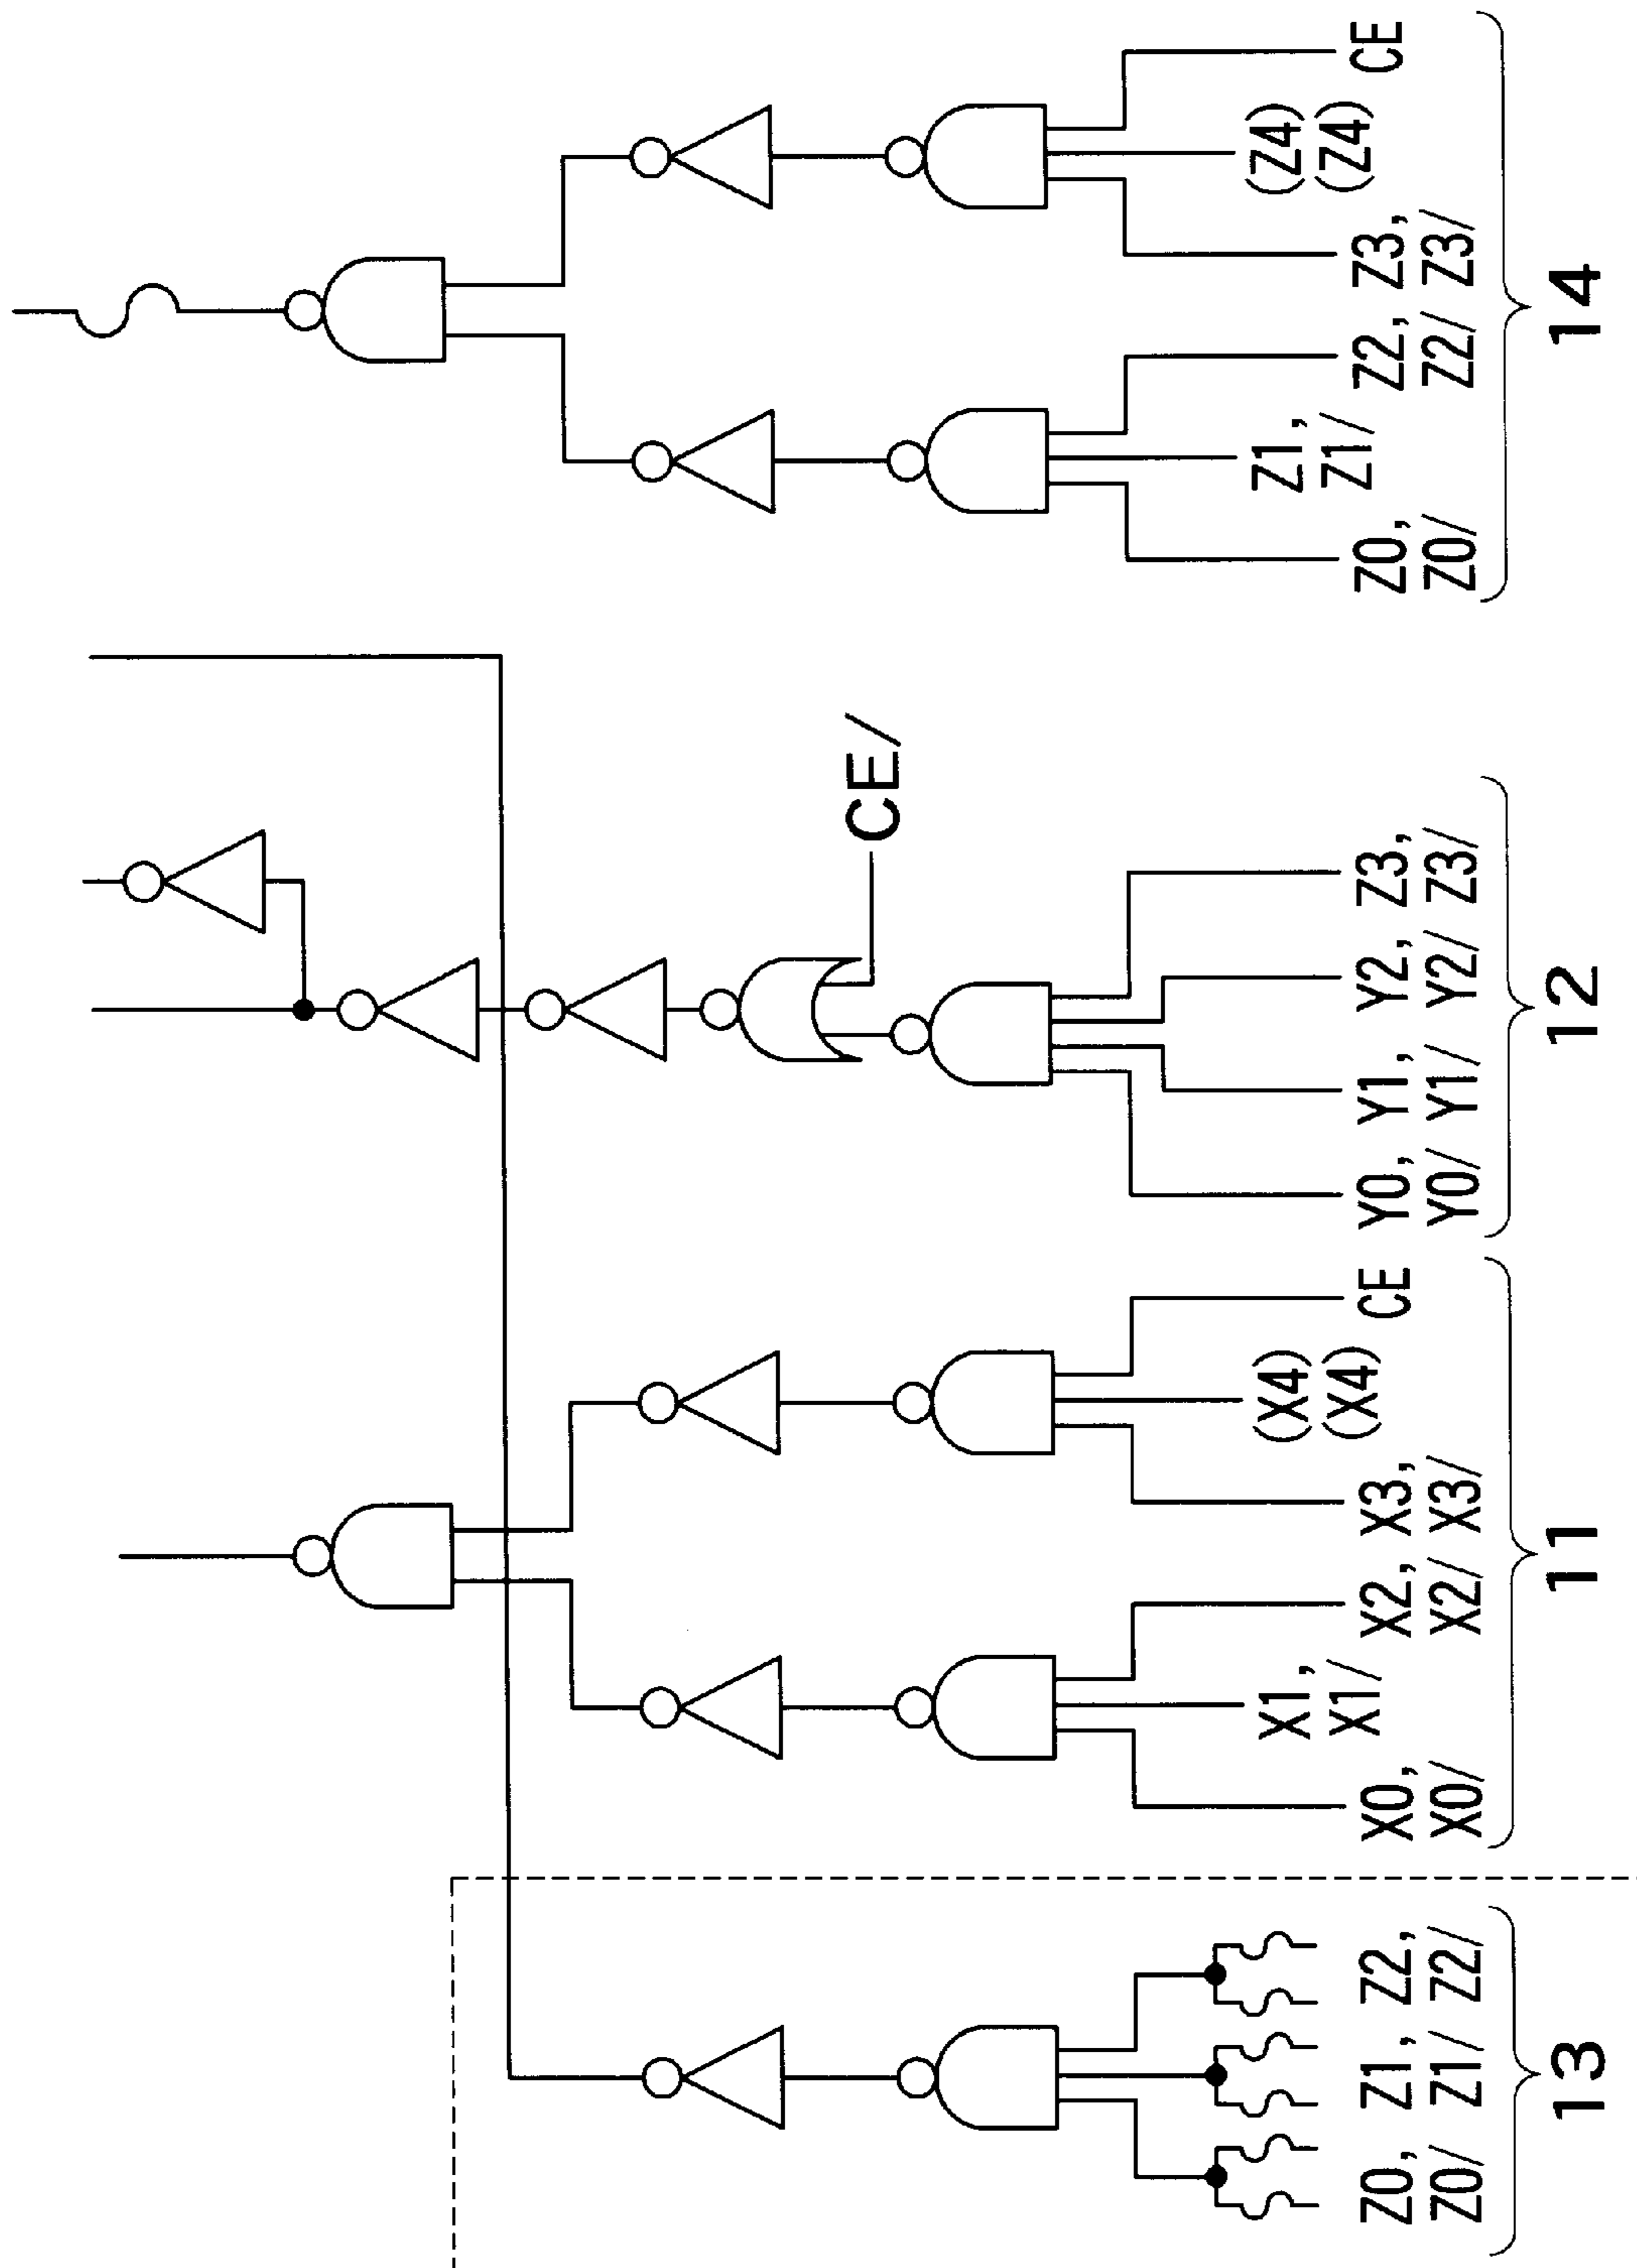 Z0, Z1, Z2,
Z0/ Z1/ Z2/
13
X0, X1, X2, X3, (X4) CE
X0/ X1/ X2/ X3/ (X4)
11
CE/
Y0, Y1, Y2, Z3,
Y0/ Y1/ Y2/ Z3/
12
Z0, Z1, Z2, Z3, (Z4) CE
Z0/ Z1/ Z2/ Z3/ (Z4)
14